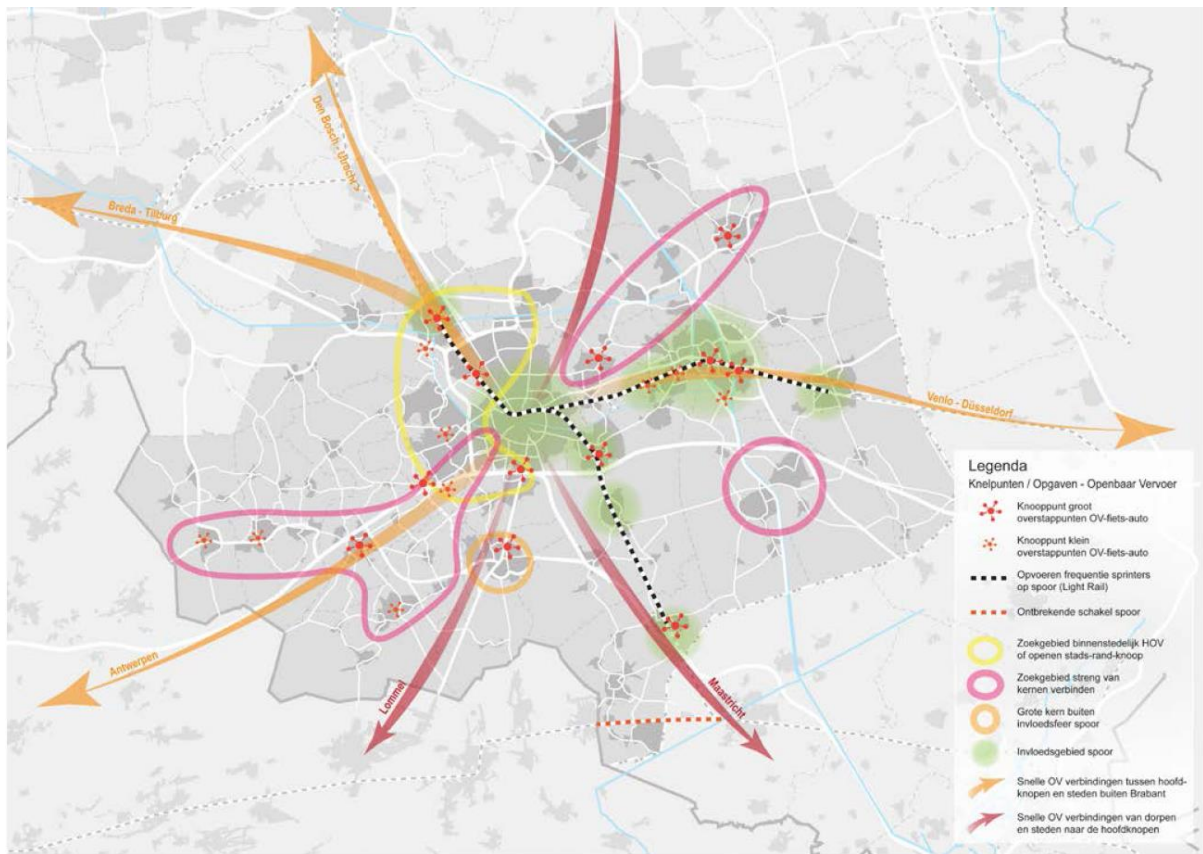 Den Bosch - Utrecht >
Breda - Tilburg
Venlo - Düsseldorf
Antwerpen
Lommel
Maastricht
Legenda
Knelpunten / Opgaven - Openbaar Vervoer
Knooppunt groot
overstappunten OV-fiets-auto
Knooppunt klein
overstappunten OV-fiets-auto
Opvoeren frequentie sprinters
op spoor (Light Rail)
Ontbrekende schakel spoor
Zoekgebied binnenstedelijk HOV
of openen stads-rand-knoop
Zoekgebied streng van
kernen verbinden
Grote kern buiten
invloedsfeer spoor
Invloedsgebied spoor
Snelle OV verbindingen tussen hoofd-
knopen en steden buiten Brabant
Snelle OV verbindingen van dorpen
en steden naar de hoofdknopen